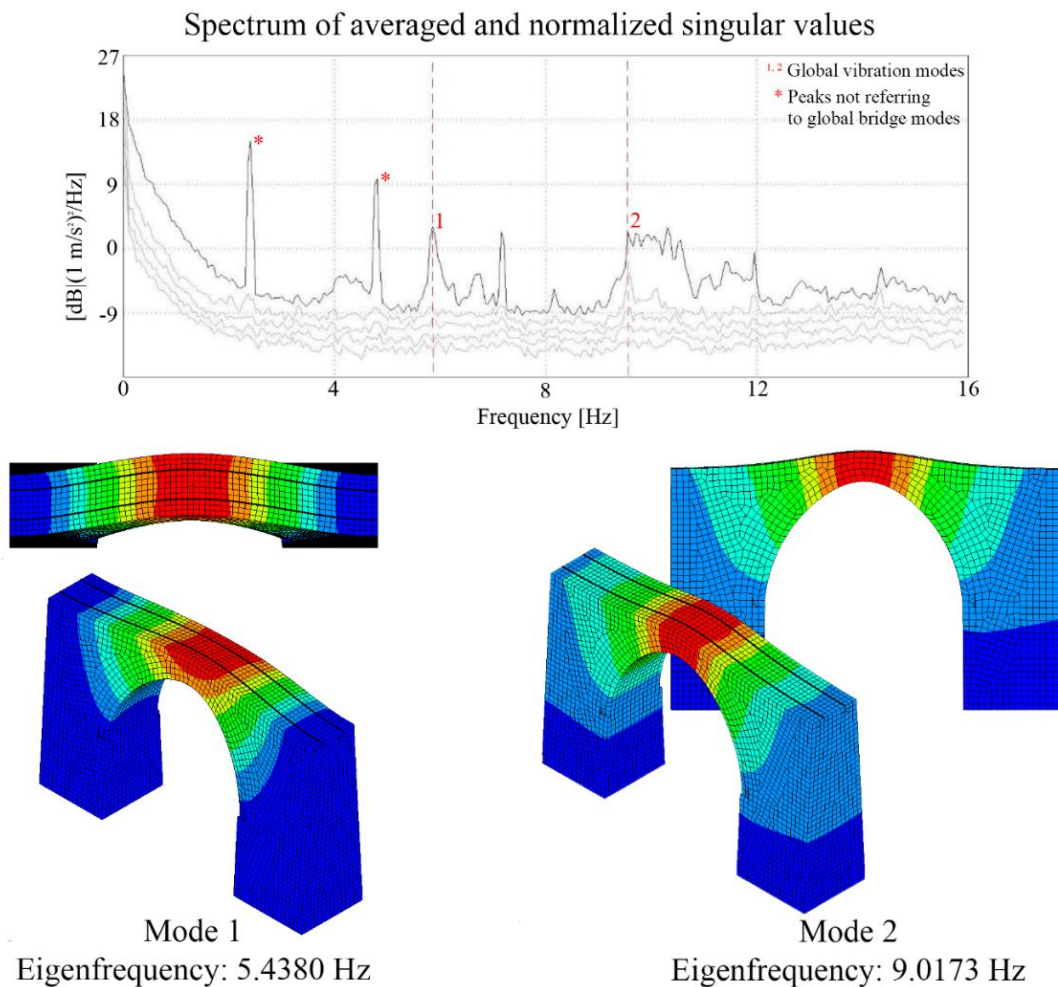 Spectrum of averaged and normalized singular values
27
18
9
0
-9
[dB|(1 m/s²)²/Hz]
1, 2 Global vibration modes
* Peaks not referring
to global bridge modes
*
*
1
2
0
4
8
12
16
Frequency [Hz]
Mode 1
Eigenfrequency: 5.4380 Hz
Mode 2
Eigenfrequency: 9.0173 Hz